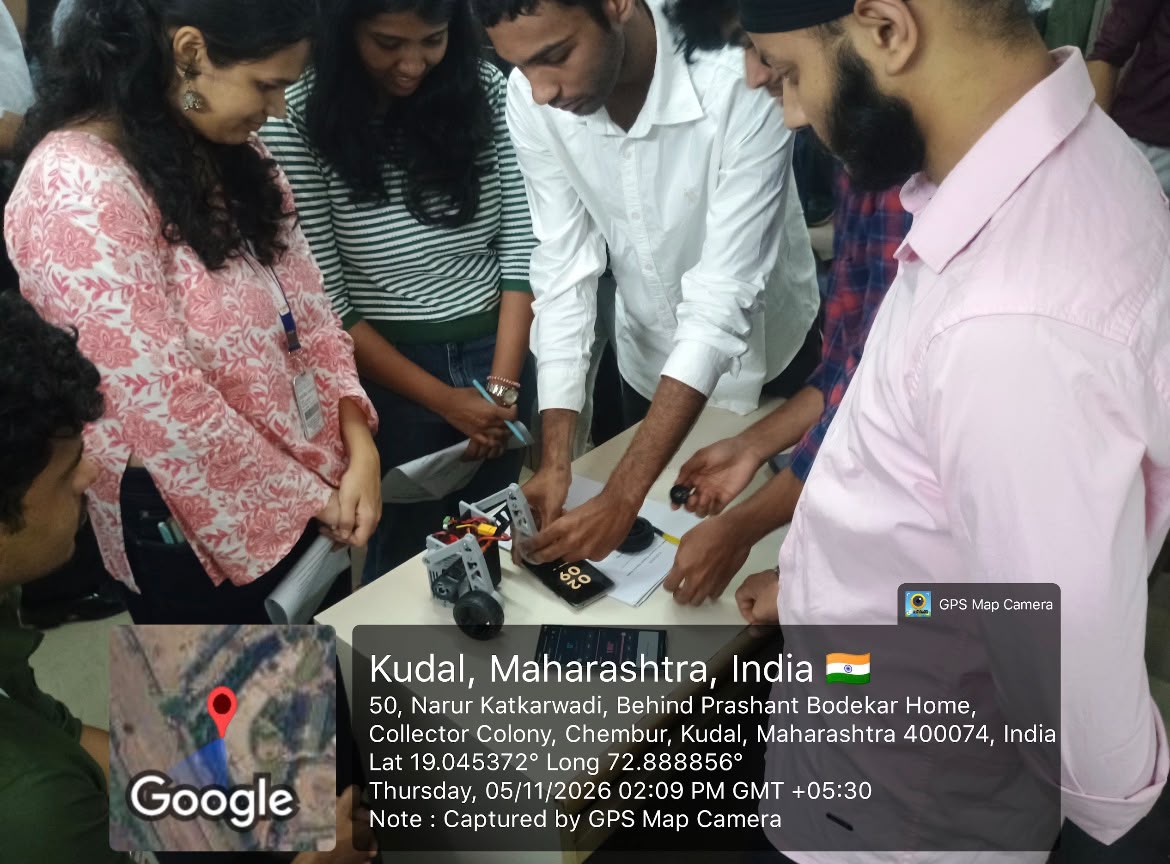 GPS Map Camera
Kudal, Maharashtra, India
50, Narur Katkarwadi, Behind Prashant Bodekar Home,
Collector Colony, Chembur, Kudal, Maharashtra 400074, India
Lat 19.045372° Long 72.888856°
Thursday, 05/11/2026 02:09 PM GMT +05:30
Note : Captured by GPS Map Camera
Google
02
09